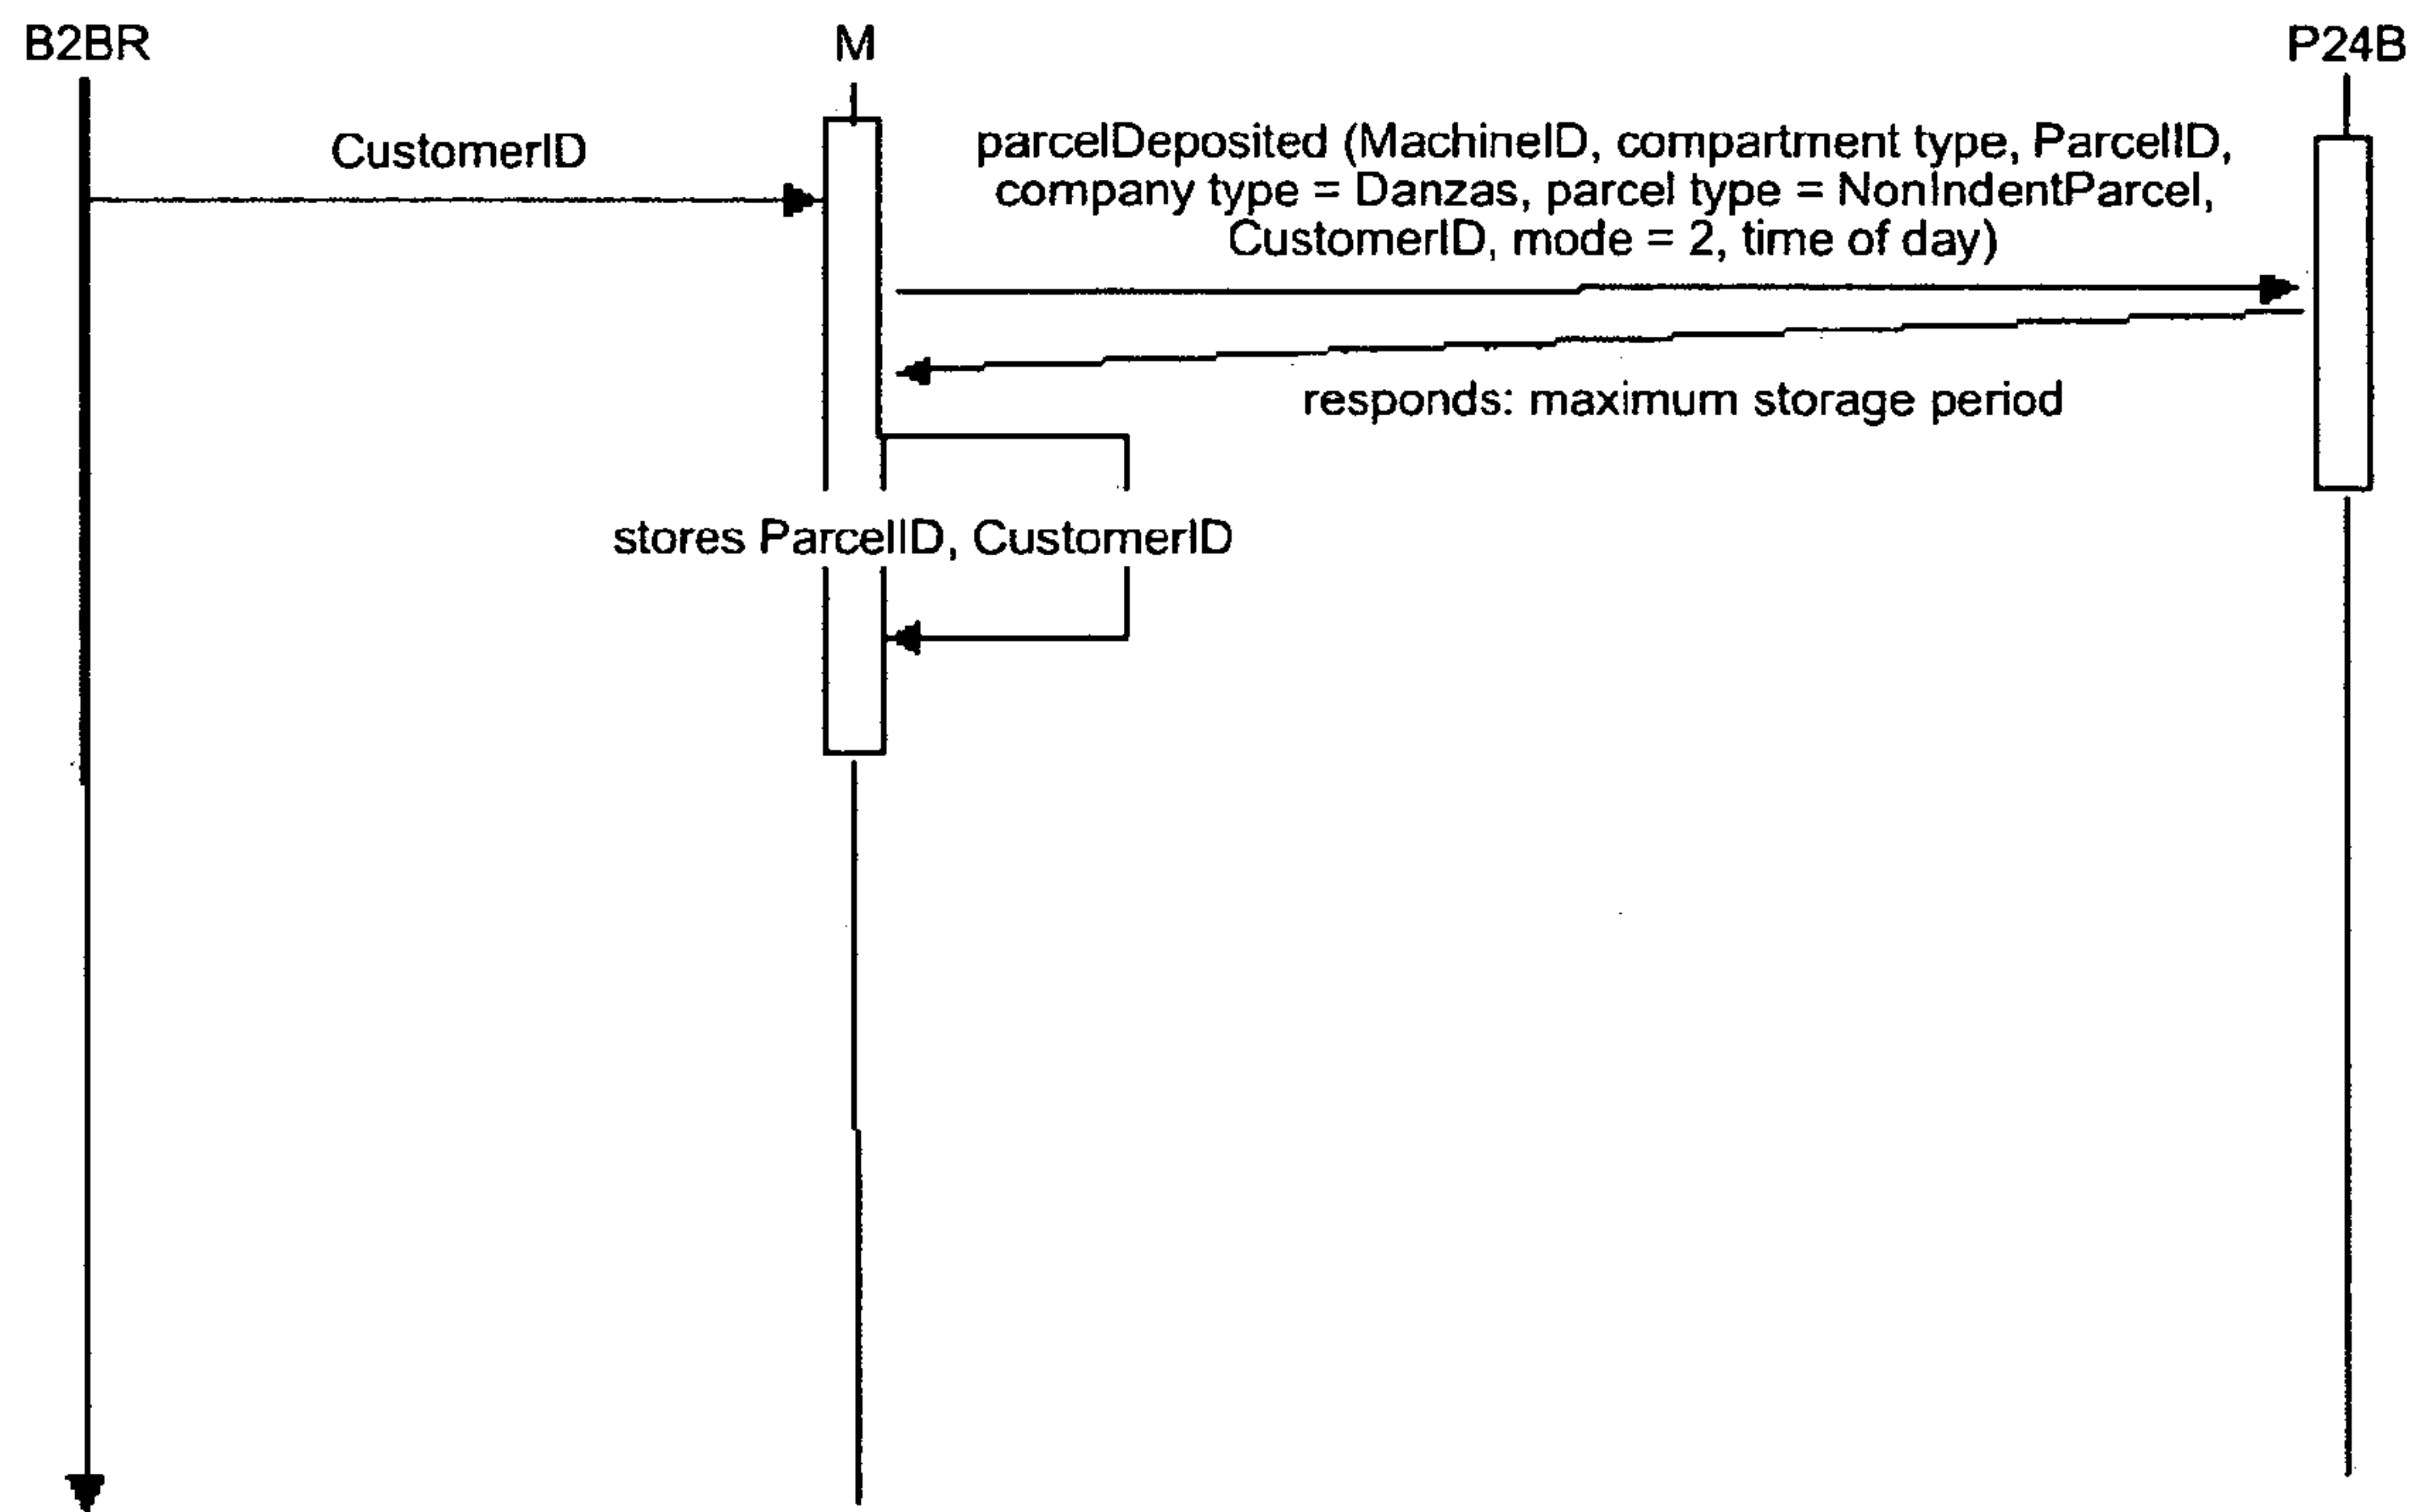 B2BR
M
P24B
CustomerID
parcelDeposited (MachineID, compartment type, ParcelID,
company type = Danzas, parcel type = NonIndentParcel,
CustomerID, mode = 2, time of day)
responds: maximum storage period
stores ParcelID, CustomerID